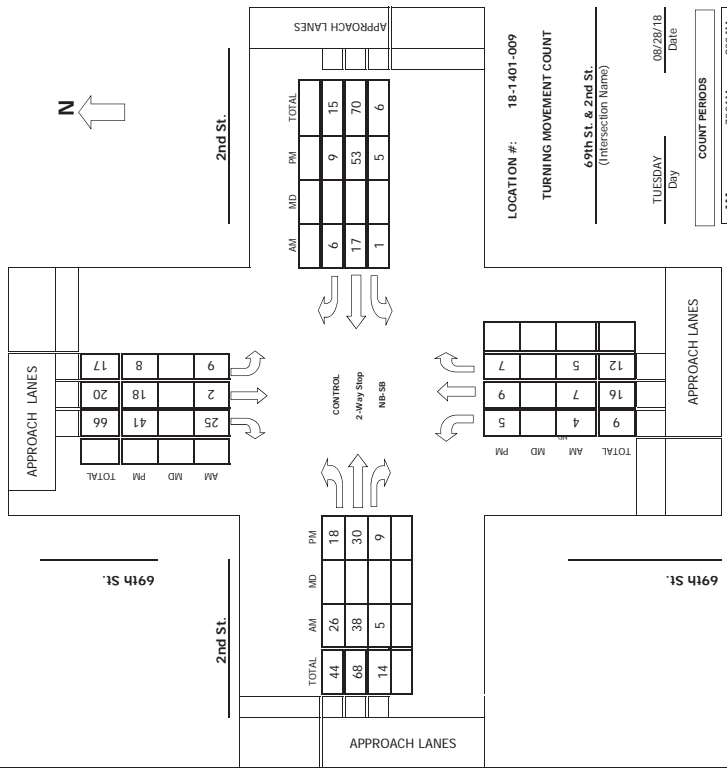 N
2nd St.
APPROACH LANES
AM MD PM TOTAL
6 9 15
17 53 70
1 5 6
APPROACH LANES
TOTAL 66 20 17
PM 41 18 8
MD
AM 25 2 9
CONTROL
2-Way Stop
NB-SB
PM 5 9 7
MD
MD
AM 4 7 5
TOTAL 9 16 12
APPROACH LANES
69th St.
2nd St.
TOTAL AM MD PM
44 26 18
68 38 30
14 5 9
APPROACH LANES
69th St.
LOCATION #: 18-1401-009
TURNING MOVEMENT COUNT
69th St. & 2nd St.
(Intersection Name)
TUESDAY 08/28/18
Day Date
COUNT PERIODS